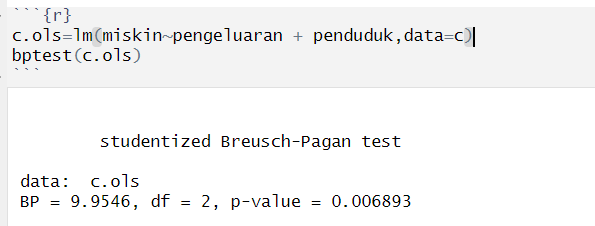 ```{r}
c.ols=lm(miskin~pengeluaran + penduduk,data=c)
bptest(c.ols)
```
studentized Breusch-Pagan test
data:  c.ols
BP = 9.9546, df = 2, p-value = 0.006893